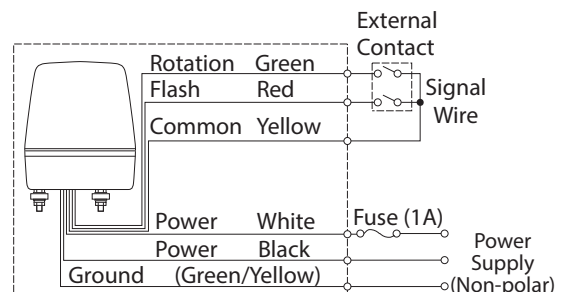 External
Contact
Rotation Green
Flash Red
Signal
Wire
Common Yellow
Power White
Fuse (1A)
Power Black
Power
Supply
(Non-polar)
Ground (Green/Yellow)